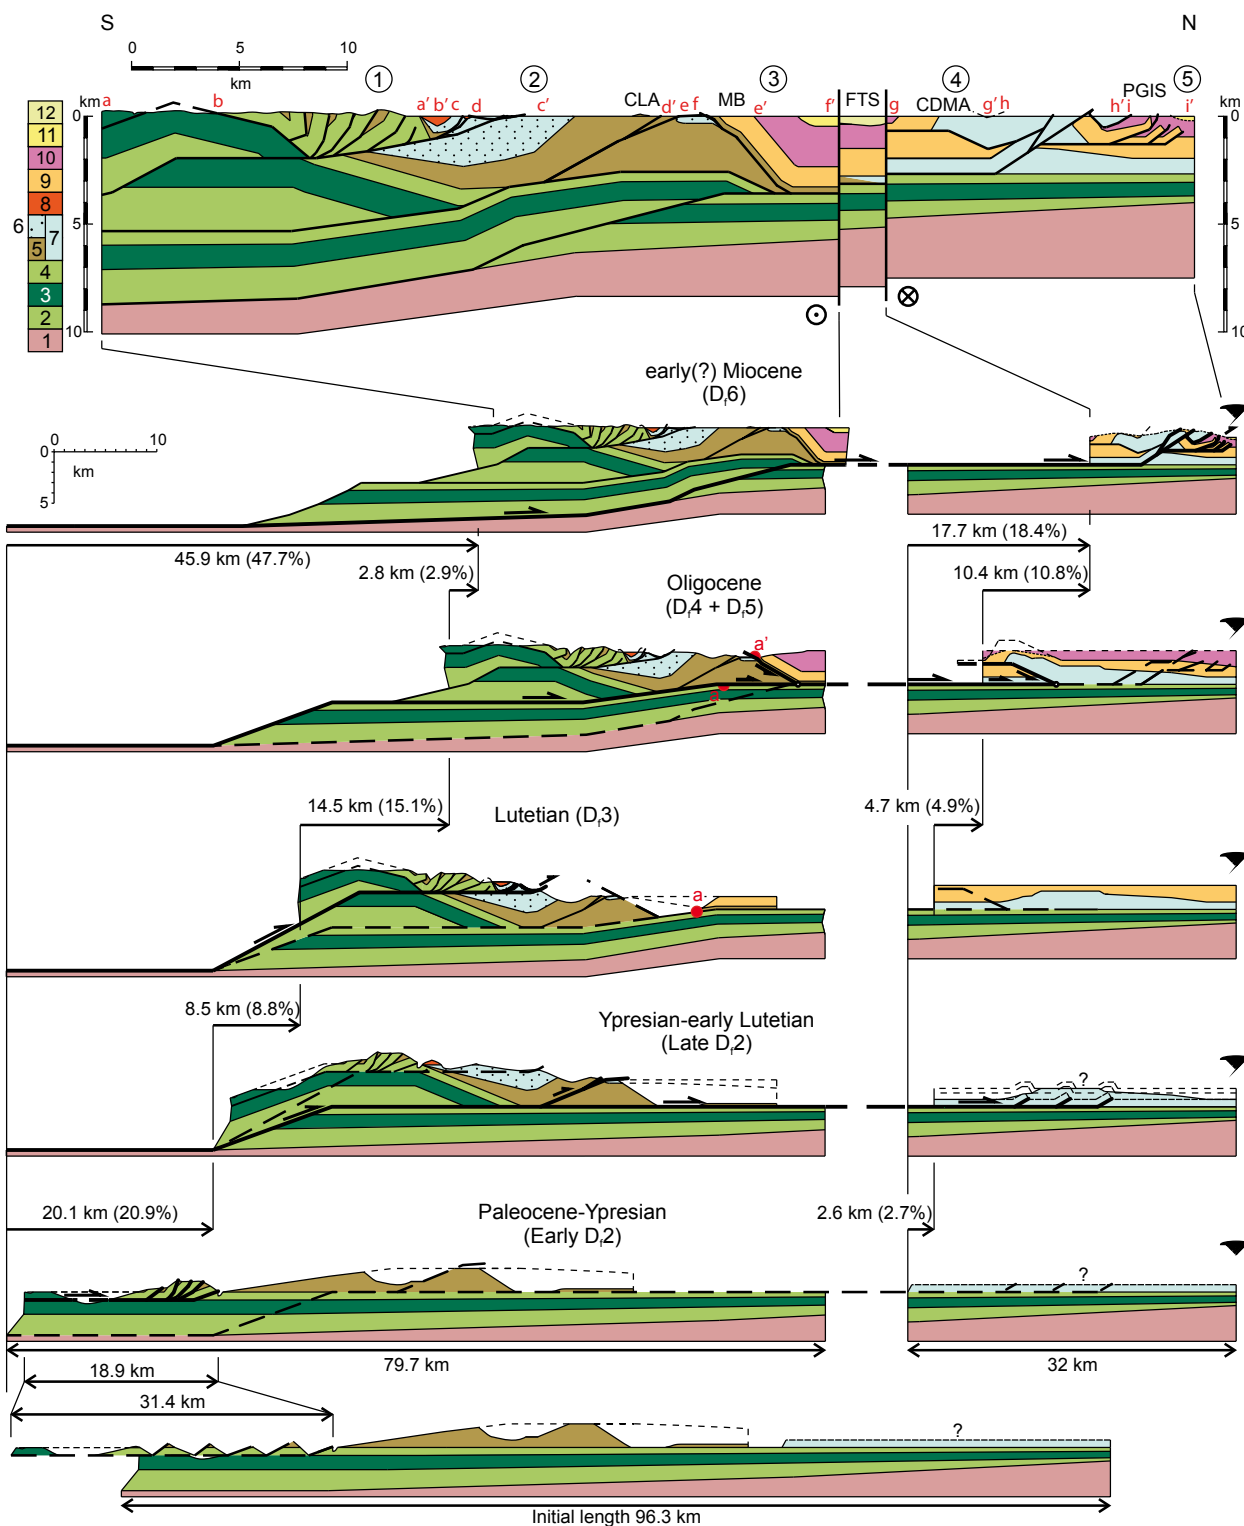 S
N
0 5 10
km
1 2 3 4 5
a b a' b' c d c' CLA d' e f MB e' f' FTS g CDMA g' h PGIS h' i i'
km
0
5
10
km
0
5
10
12
11
10
9
8
6 7
5
4
3
2
1
early(?) Miocene
(Df6)
0 10
km
0
5
45.9 km (47.7%)
17.7 km (18.4%)
2.8 km (2.9%)
10.4 km (10.8%)
Oligocene
(Df4 + Df5)
a'
a
14.5 km (15.1%)
4.7 km (4.9%)
Lutetian (Df3)
a
8.5 km (8.8%)
Ypresian-early Lutetian
(Late Df2)
?
20.1 km (20.9%)
2.6 km (2.7%)
Paleocene-Ypresian
(Early Df2)
?
79.7 km
32 km
18.9 km
31.4 km
?
Initial length 96.3 km